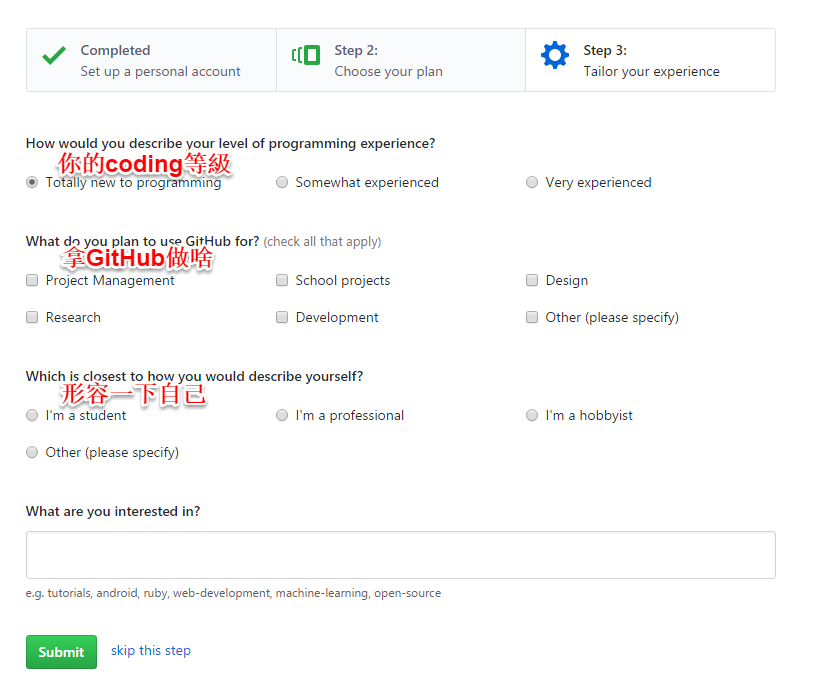 Completed
Set up a personal account
Step 2:
Choose your plan
Step 3:
Tailor your experience
How would you describe your level of programming experience?
你的coding等級
Totally new to programming
Somewhat experienced
Very experienced
What do you plan to use GitHub for? (check all that apply)
拿GitHub做啥
Project Management
School projects
Design
Research
Development
Other (please specify)
Which is closest to how you would describe yourself?
形容一下自己
I'm a student
I'm a professional
I'm a hobbyist
Other (please specify)
What are you interested in?
e.g. tutorials, android, ruby, web-development, machine-learning, open-source
Submit
skip this step